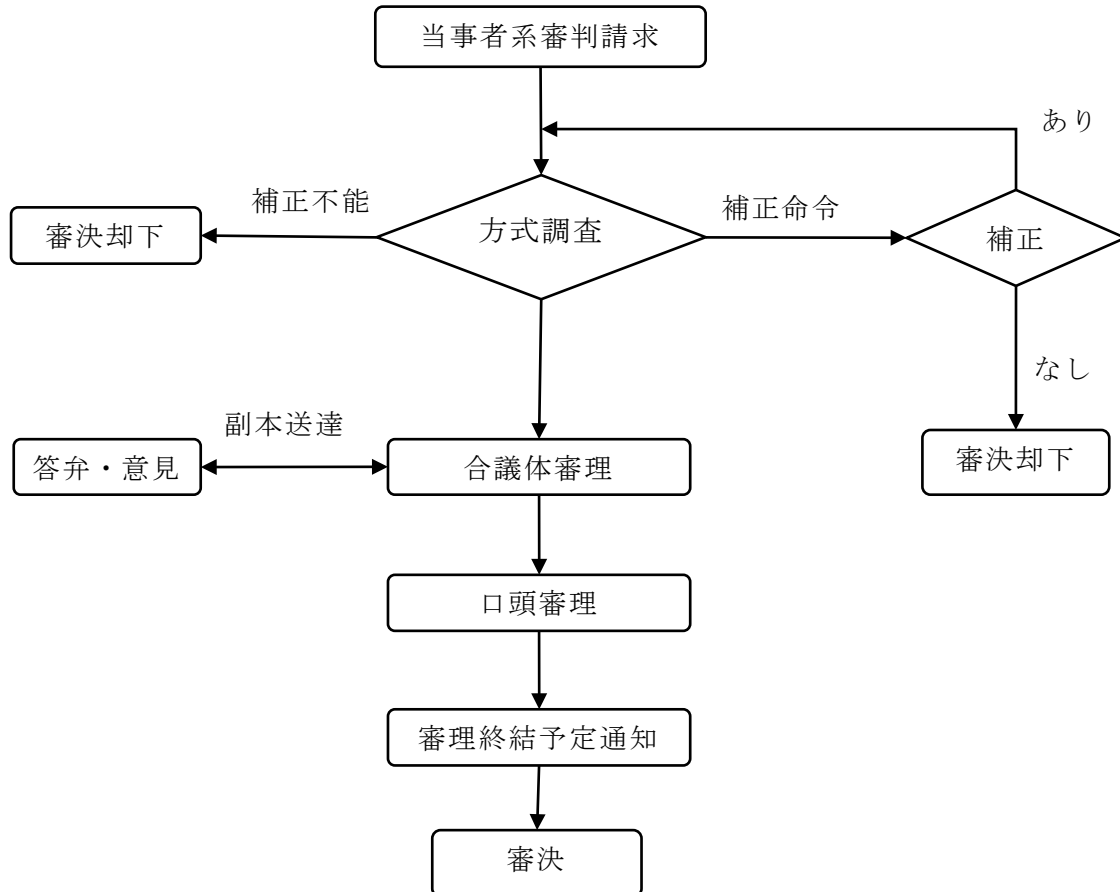 当事者系審判請求
あり
補正不能
補正命令
審決却下
方式調査
補正
なし
副本送達
答弁・意見
合議体審理
審決却下
口頭審理
審理終結予定通知
審決